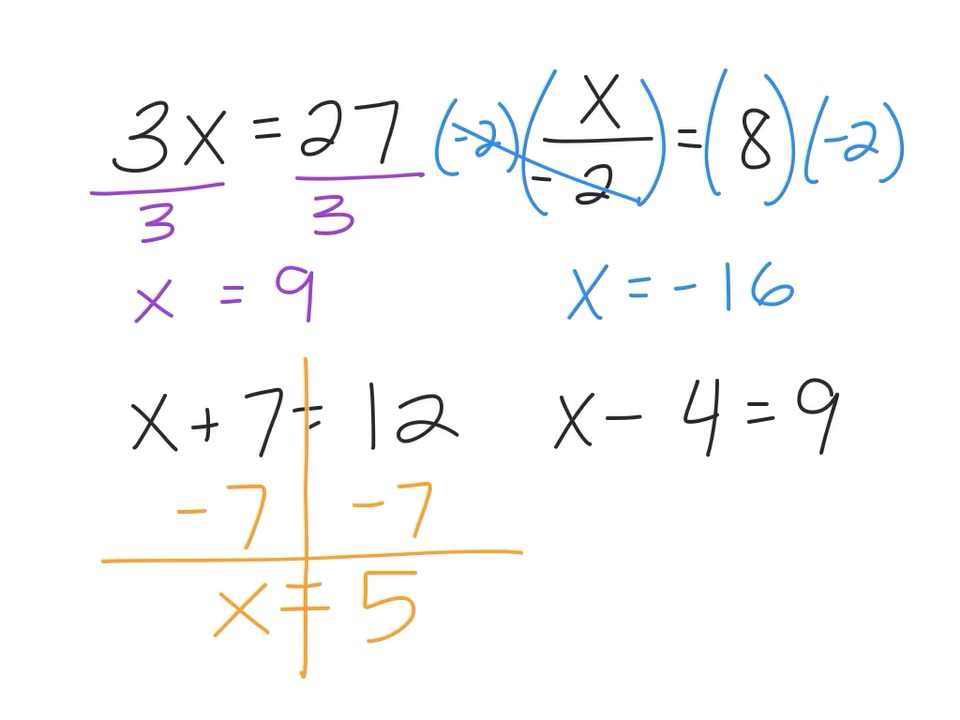 3x = 27
3 3
x = 9
(-2)(x/-2) = (8)(-2)
x = -16
x + 7 = 12
-7 -7
x = 5
x - 4 = 9